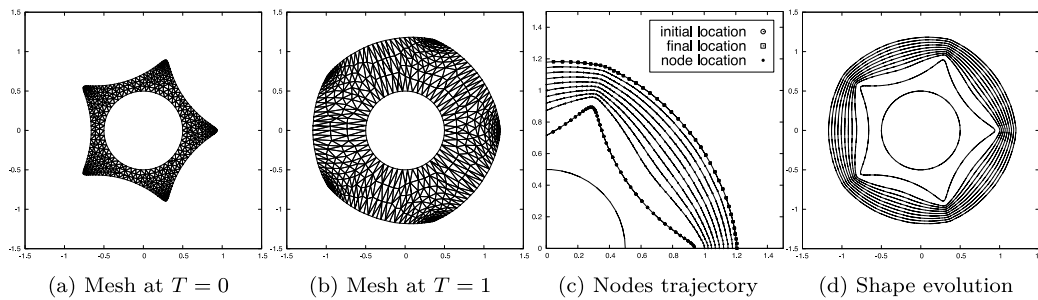 1.5
1
0.5
0
-0.5
-1
-1.5
-1.5 -1 -0.5 0 0.5 1 1.5
(a) Mesh at T = 0
1.5
1
0.5
0
-0.5
-1
-1.5
-1.5 -1 -0.5 0 0.5 1 1.5
(b) Mesh at T = 1
initial location
final location
node location
1.4
1.2
1
0.8
0.6
0.4
0.2
0
0 0.2 0.4 0.6 0.8 1 1.2 1.4
(c) Nodes trajectory
1.5
1
0.5
0
-0.5
-1
-1.5
-1.5 -1 -0.5 0 0.5 1 1.5
(d) Shape evolution